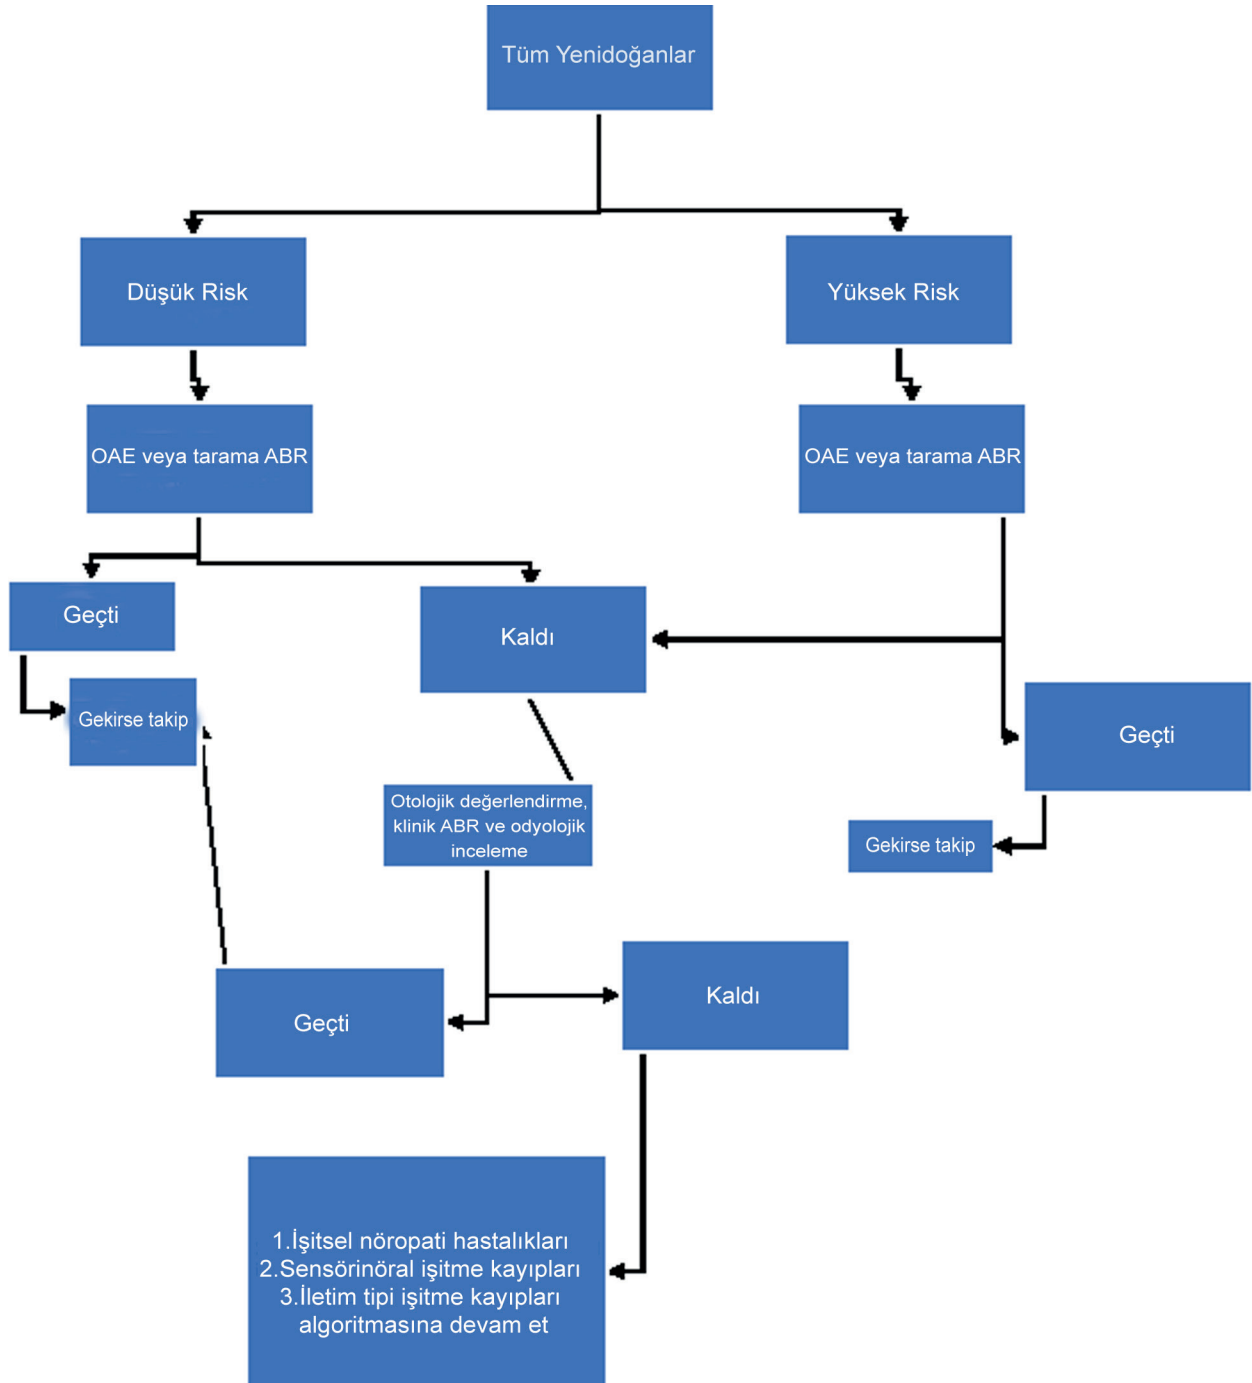 Tüm Yenidoğanlar
Düşük Risk
Yüksek Risk
OAE veya tarama ABR
OAE veya tarama ABR
Geçti
Kaldı
Gekirse takip
Geçti
Otolojik değerlendirme,
klinik ABR ve odyolojik
inceleme
Gekirse takip
Geçti
Kaldı
1.İşitsel nöropati hastalıkları
2.Sensörinöral işitme kayıpları
3.İletim tipi işitme kayıpları
algoritmasına devam et